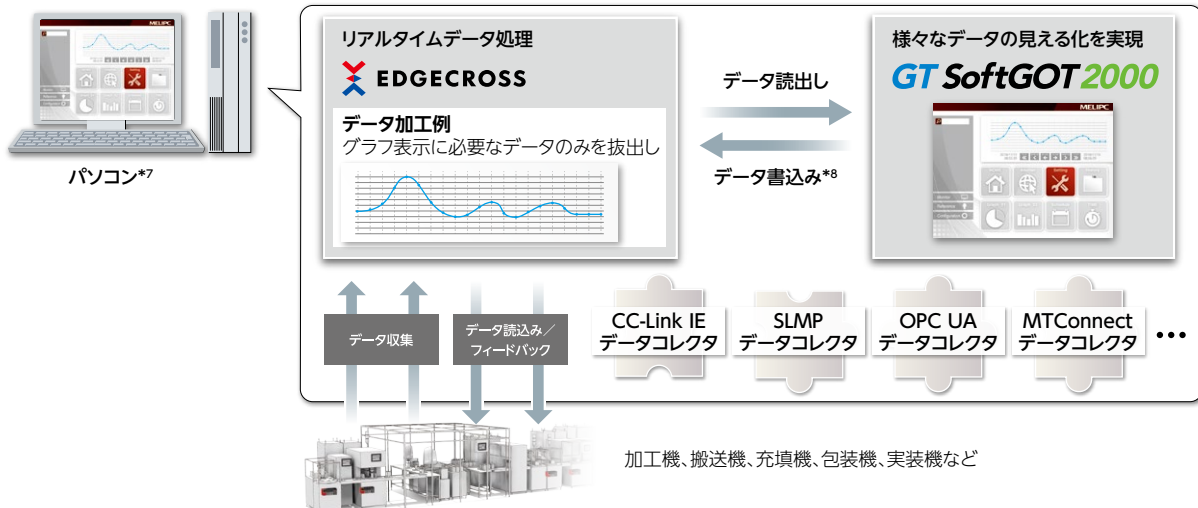 MELIPC
パソコン*7
リアルタイムデータ処理
EDGECROSS
データ加工例
グラフ表示に必要なデータのみを抜出し
データ読出し
データ書込み*8
様々なデータの見える化を実現
GT SoftGOT2000
MELIPC
Setting
データ収集
データ読込み／
フィードバック
CC-Link IE
データコレクタ
SLMP
データコレクタ
OPC UA
データコレクタ
MTConnect
データコレクタ
•••
加工機、搬送機、充填機、包装機、実装機など